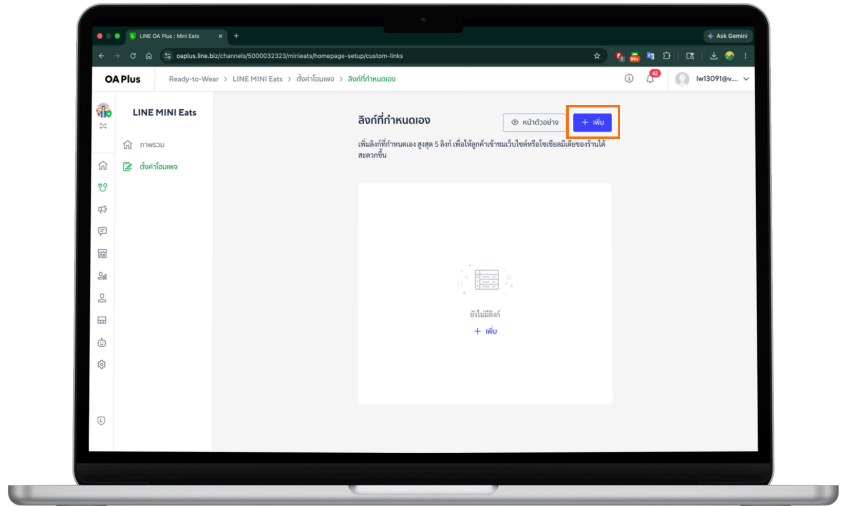 LINE OA Plus : Mini Eats
Ask Gemini
oaplus.line.biz/channels/5000032323/minieats/homepage-setup/custom-links
OAPlus
Ready-to-Wear > LINE MINI Eats > ตั้งค่าโฮมเพจ > ลิงก์ที่กำหนดเอง
lw13091@v...
LINE MINI Eats
ภาพรวม
ตั้งค่าโฮมเพจ
ลิงก์ที่กำหนดเอง
หน้าตัวอย่าง
+ เพิ่ม
เพิ่มลิงก์ที่กำหนดเอง สูงสุด 5 ลิงก์ เพื่อให้ลูกค้าเข้าชมเว็บไซต์หรือโซเชียลมีเดียของร้านได้
สะดวกขึ้น
ยังไม่มีลิงก์
+ เพิ่ม